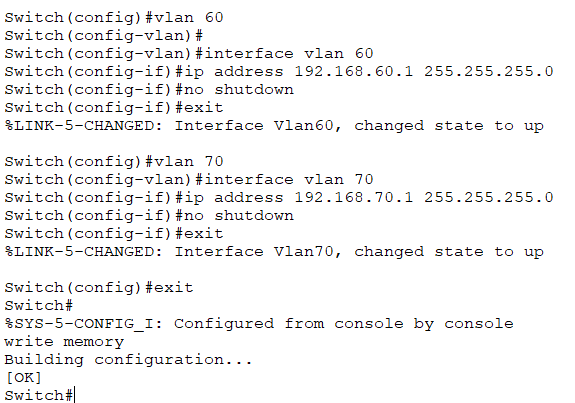 Switch(config)#vlan 60
Switch(config-vlan)#
Switch(config-vlan)#interface vlan 60
Switch(config-if)#ip address 192.168.60.1 255.255.255.0
Switch(config-if)#no shutdown
Switch(config-if)#exit
%LINK-5-CHANGED: Interface Vlan60, changed state to up
Switch(config)#vlan 70
Switch(config-vlan)#interface vlan 70
Switch(config-if)#ip address 192.168.70.1 255.255.255.0
Switch(config-if)#no shutdown
Switch(config-if)#exit
%LINK-5-CHANGED: Interface Vlan70, changed state to up
Switch(config)#exit
Switch#
%SYS-5-CONFIG_I: Configured from console by console
write memory
Building configuration...
[OK]
Switch#